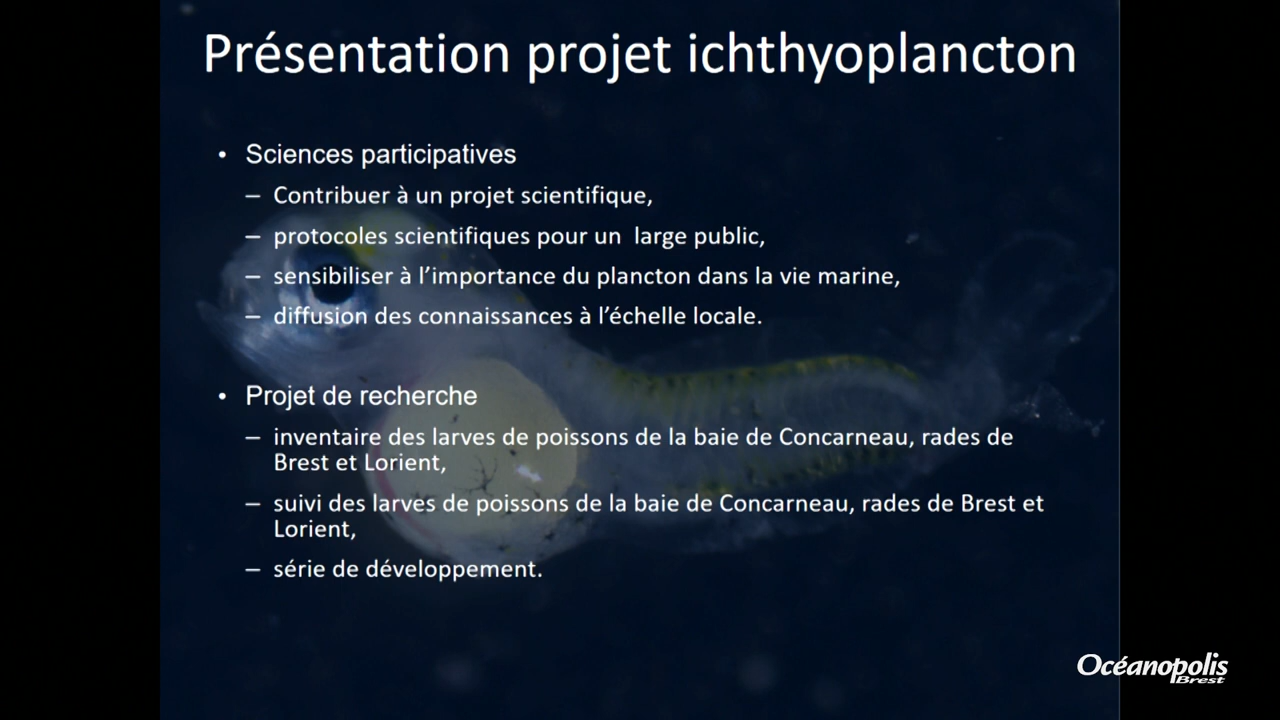 Présentation projet ichthyoplancton
• Sciences participatives
– Contribuer à un projet scientifique,
– protocoles scientifiques pour un large public,
– sensibiliser à l’importance du plancton dans la vie marine,
– diffusion des connaissances à l’échelle locale.
• Projet de recherche
– inventaire des larves de poissons de la baie de Concarneau, rades de
Brest et Lorient,
– suivi des larves de poissons de la baie de Concarneau, rades de Brest et
Lorient,
– série de développement.
Océanopolis
Brest